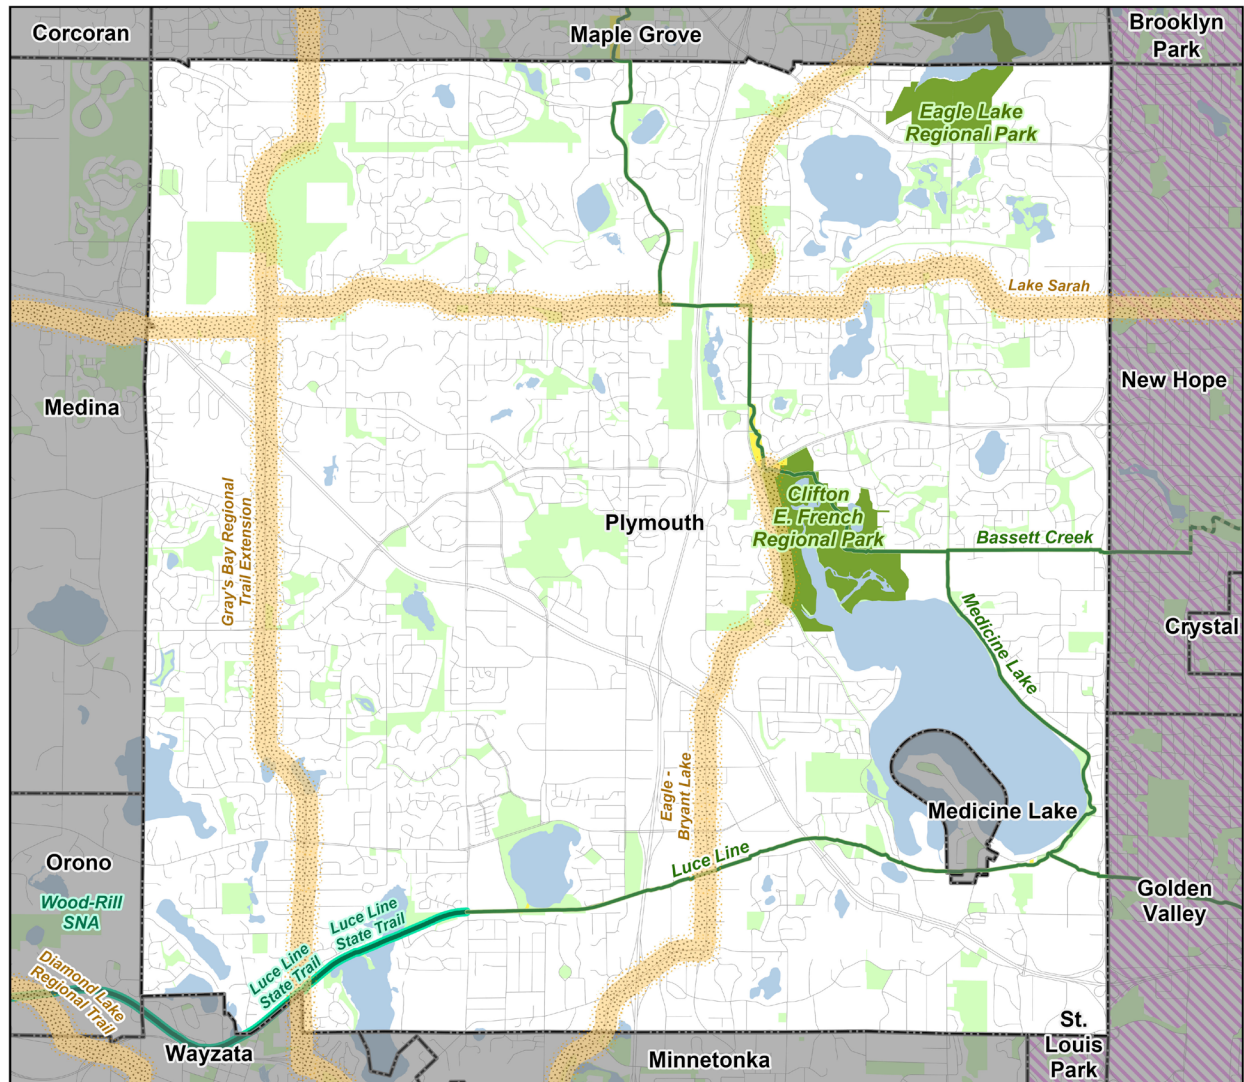 Corcoran
Maple Grove
Brooklyn
Park
Eagle Lake
Regional Park
Lake Sarah
New Hope
Medina
Gray's Bay Regional
Trail Extension
Plymouth
Clifton
E. French
Regional Park
Bassett Creek
Medicine Lake
Crystal
Eagle -
Bryant Lake
Medicine Lake
Luce Line
Orono
Wood-Rill
SNA
Golden
Valley
Luce Line
State Trail
Luce Line
State Trail
Diamond Lake
Regional Trail
Wayzata
Minnetonka
St.
Louis
Park